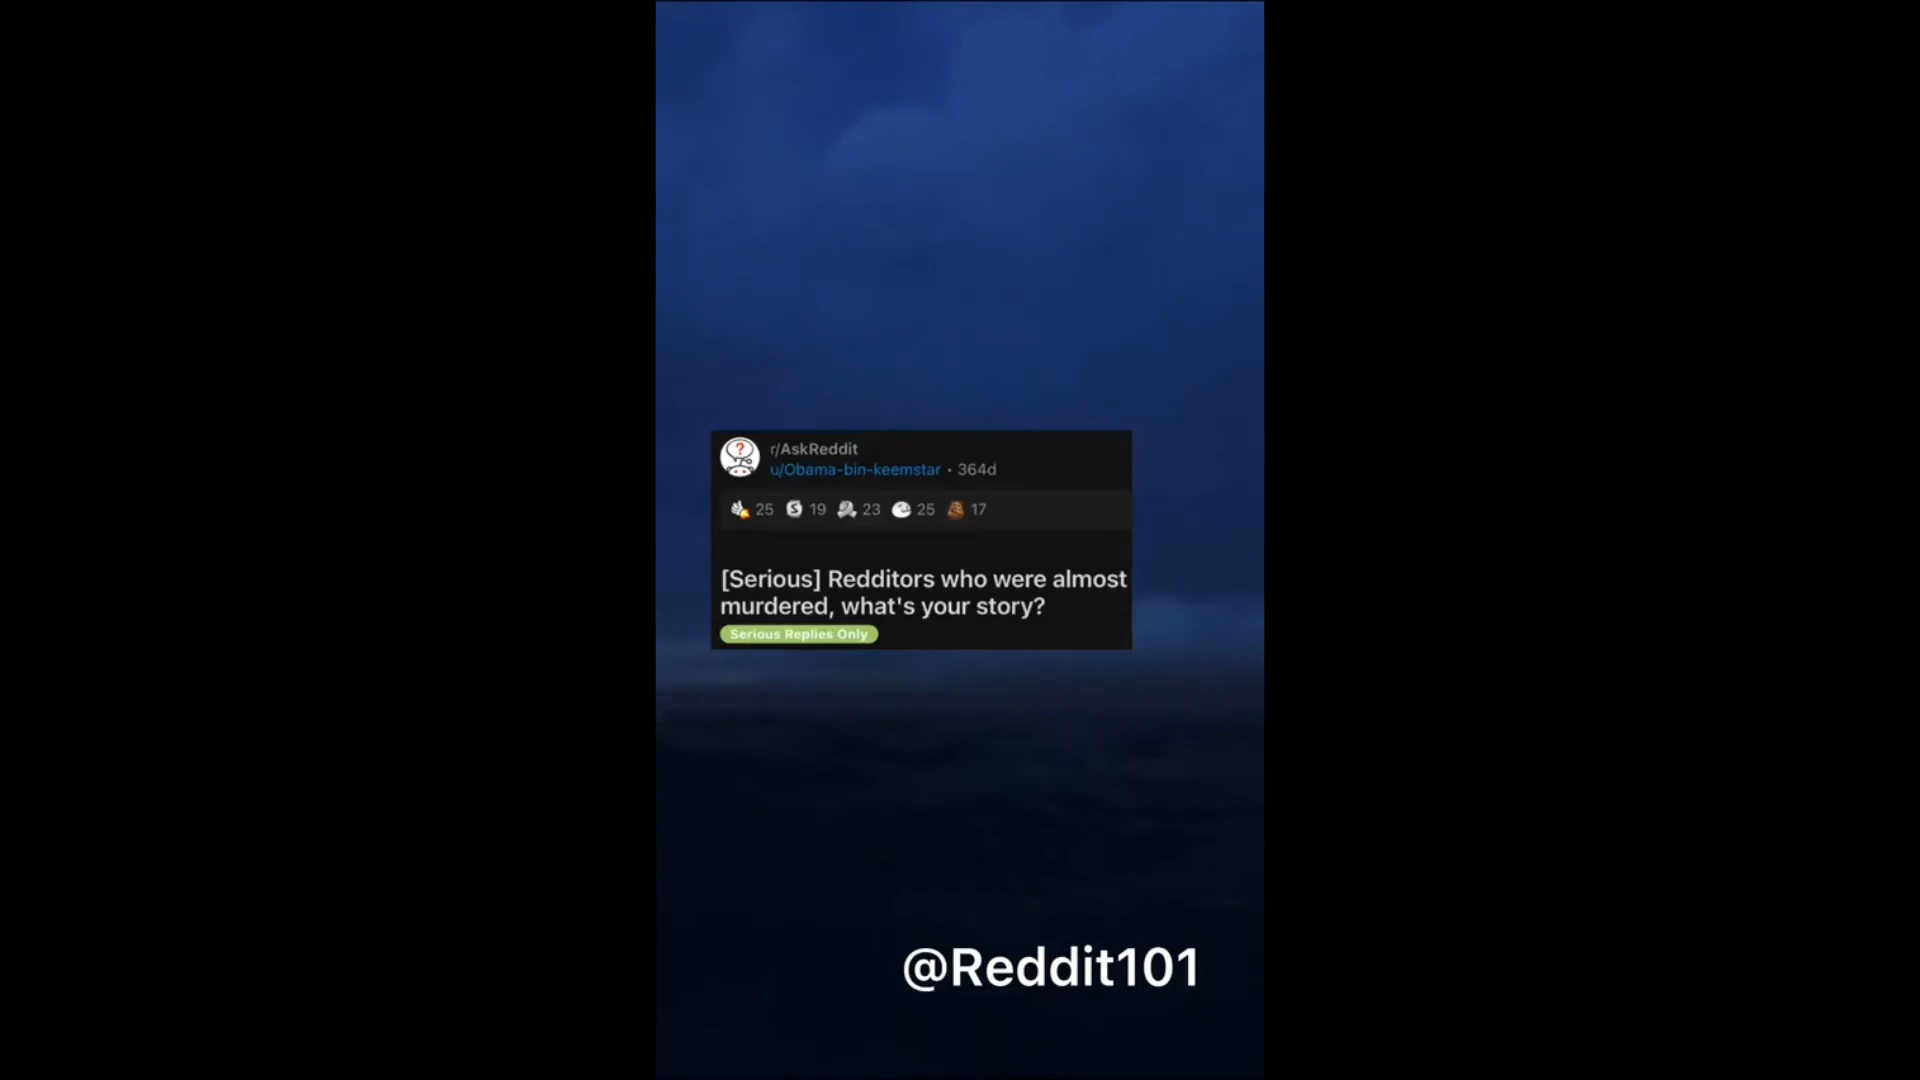 r/AskReddit
u/Obama-bin-keemstar • 364d
25 19 23 25 17
[Serious] Redditors who were almost
murdered, what's your story?
Serious Replies Only
@Reddit101